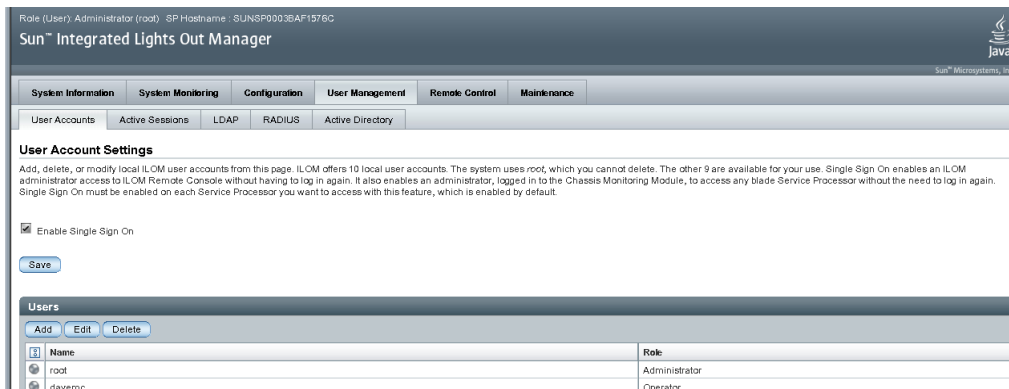 Role (User): Administrator (root)   SP Hostname : SUNSP0003BAF1576C
Sun™ Integrated Lights Out Manager
Java
Sun™ Microsystems, In
System Information   System Monitoring   Configuration   User Management   Remote Control   Maintenance
User Accounts   Active Sessions   LDAP   RADIUS   Active Directory
User Account Settings
Add, delete, or modify local ILOM user accounts from this page. ILOM offers 10 local user accounts. The system uses root, which you cannot delete. The other 9 are available for your use. Single Sign On enables an ILOM
administrator access to ILOM Remote Console without having to log in again. It also enables an administrator, logged in to the Chassis Monitoring Module, to access any blade Service Processor without the need to log in again.
Single Sign On must be enabled on each Service Processor you want to access with this feature, which is enabled by default.
Enable Single Sign On
Save
Users
Add   Edit   Delete
Name   Role
root   Administrator
davemc   Operator